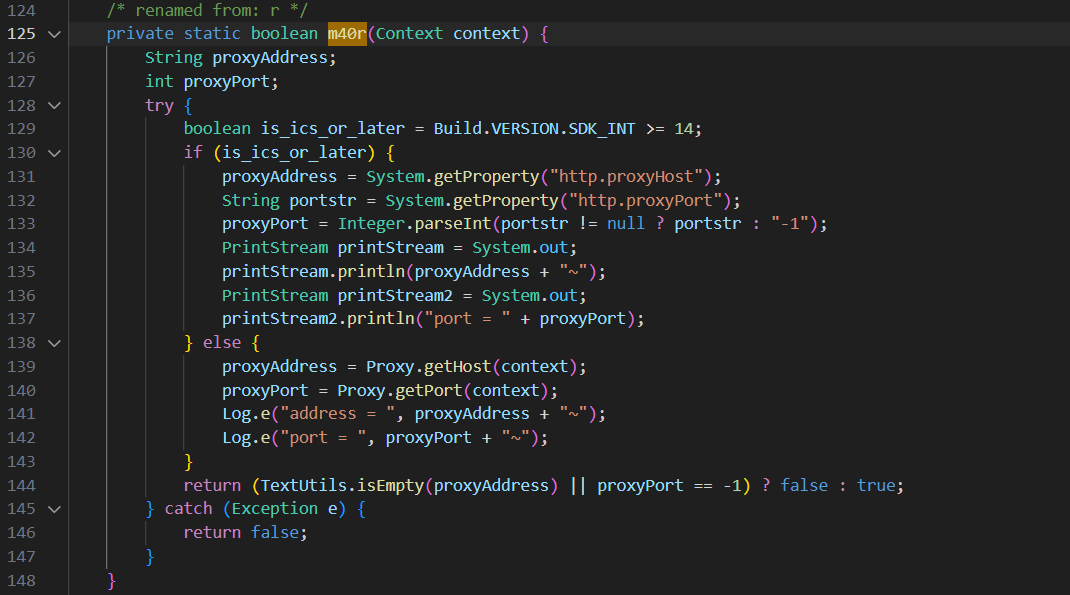 124     /* renamed from: r */
125     private static boolean m40r(Context context) {
126         String proxyAddress;
127         int proxyPort;
128         try {
129             boolean is_ics_or_later = Build.VERSION.SDK_INT >= 14;
130             if (is_ics_or_later) {
131                 proxyAddress = System.getProperty("http.proxyHost");
132                 String portstr = System.getProperty("http.proxyPort");
133                 proxyPort = Integer.parseInt(portstr != null ? portstr : "-1");
134                 PrintStream printStream = System.out;
135                 printStream.println(proxyAddress + "~");
136                 PrintStream printStream2 = System.out;
137                 printStream2.println("port = " + proxyPort);
138             } else {
139                 proxyAddress = Proxy.getHost(context);
140                 proxyPort = Proxy.getPort(context);
141                 Log.e("address = ", proxyAddress + "~");
142                 Log.e("port = ", proxyPort + "~");
143             }
144             return (TextUtils.isEmpty(proxyAddress) || proxyPort == -1) ? false : true;
145         } catch (Exception e) {
146             return false;
147         }
148     }